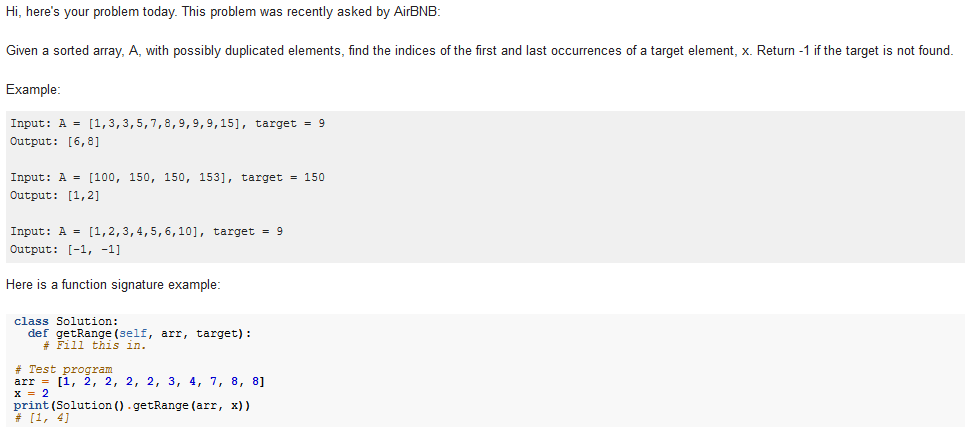 Hi, here's your problem today. This problem was recently asked by AirBNB:
Given a sorted array, A, with possibly duplicated elements, find the indices of the first and last occurrences of a target element, x. Return -1 if the target is not found.
Example:
Input: A = [1,3,3,5,7,8,9,9,9,15], target = 9
Output: [6,8]
Input: A = [100, 150, 150, 153], target = 150
Output: [1,2]
Input: A = [1,2,3,4,5,6,10], target = 9
Output: [-1, -1]
Here is a function signature example:
class Solution:
  def getRange(self, arr, target):
    # Fill this in.
# Test program
arr = [1, 2, 2, 2, 2, 3, 4, 7, 8, 8]
x = 2
print(Solution().getRange(arr, x))
# [1, 4]